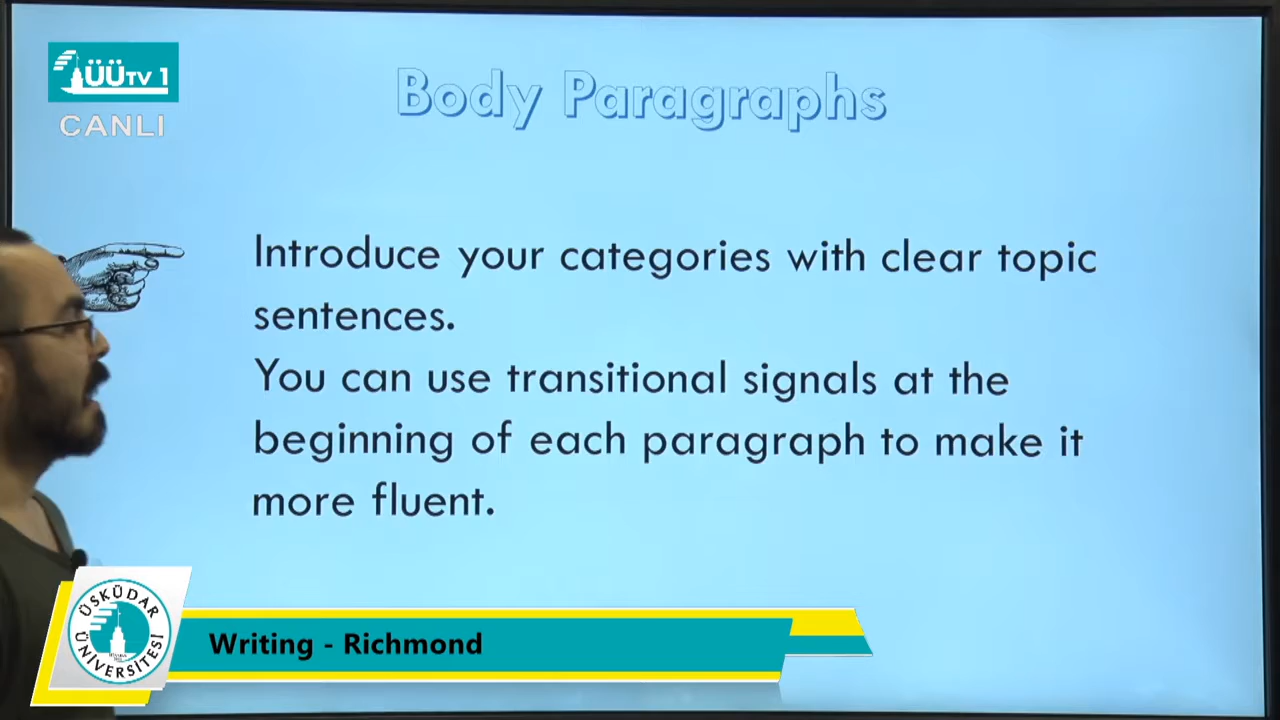 ÜÜTV 1
CANLI
Body Paragraphs
Introduce your categories with clear topic
sentences.
You can use transitional signals at the
beginning of each paragraph to make it
more fluent.
ÜSKÜDAR
ÜNİVERSİTESİ
Writing - Richmond